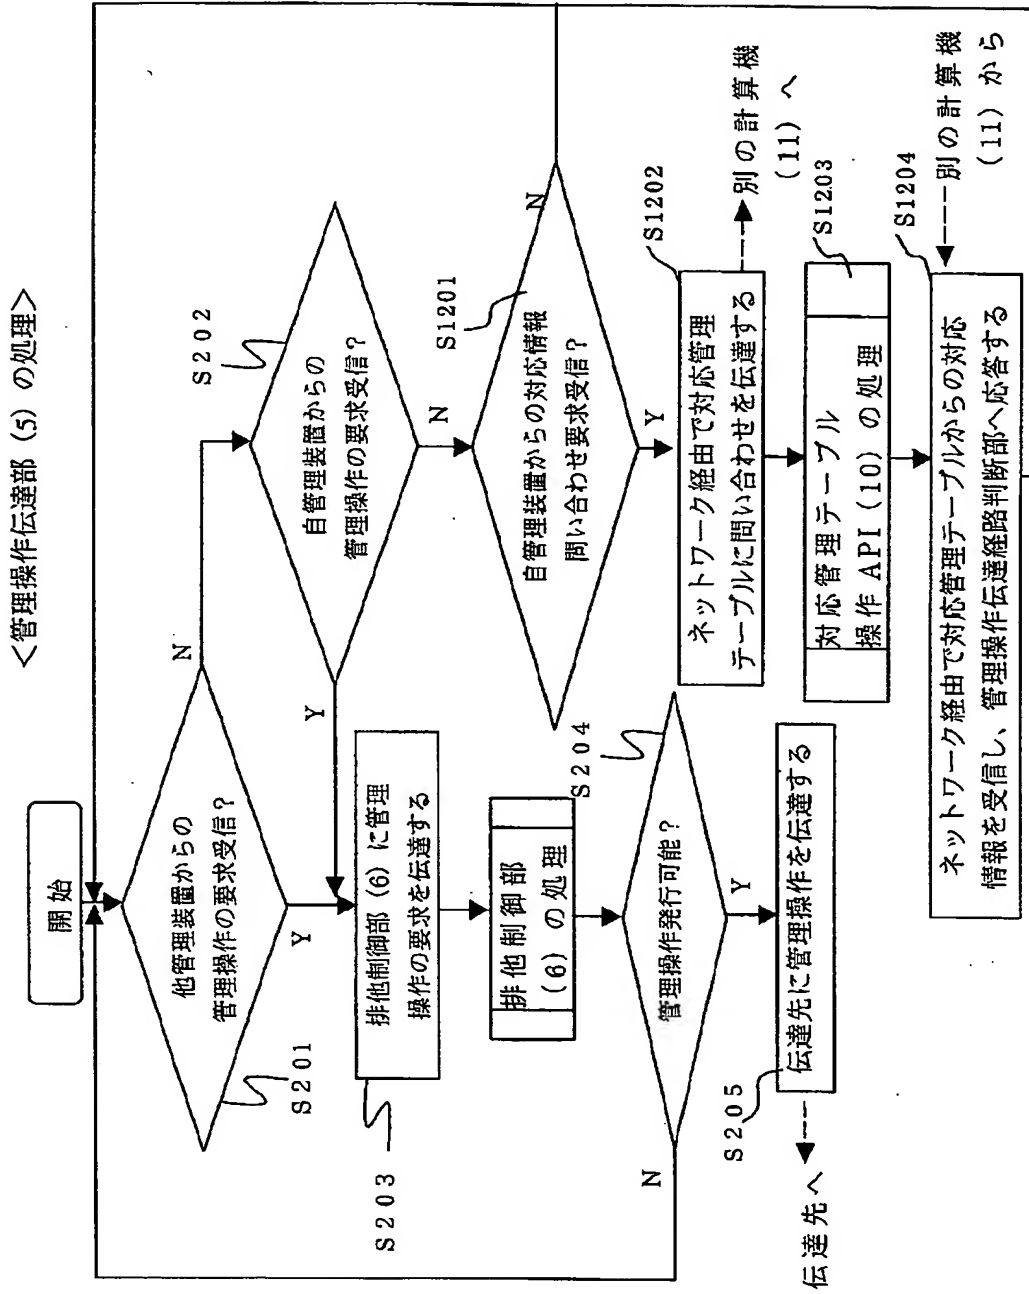 <管理操作伝達部(5)の処理>
開始
他管理装置からの
管理操作の要求受信?
S201
N
Y
自管理装置からの
管理操作の要求受信?
S202
Y
N
排他制御部(6)に管理
操作の要求を伝達する
S203
排他制御部
(6)の処理
管理操作発行可能?
S204
N
Y
伝達先に管理操作を伝達する
S205
伝達先へ
自管理装置からの対応情報
問い合わせ要求受信?
S1201
N
Y
ネットワーク経由で対応管理
テーブルに問い合わせを伝達する
S1202
別の計算機
(11)へ
対応管理テーブル
操作API(10)の処理
S1203
ネットワーク経由で対応管理テーブルからの対応
情報を受信し、管理操作伝達経路判断部へ応答する
S1204
別の計算機
(11)から